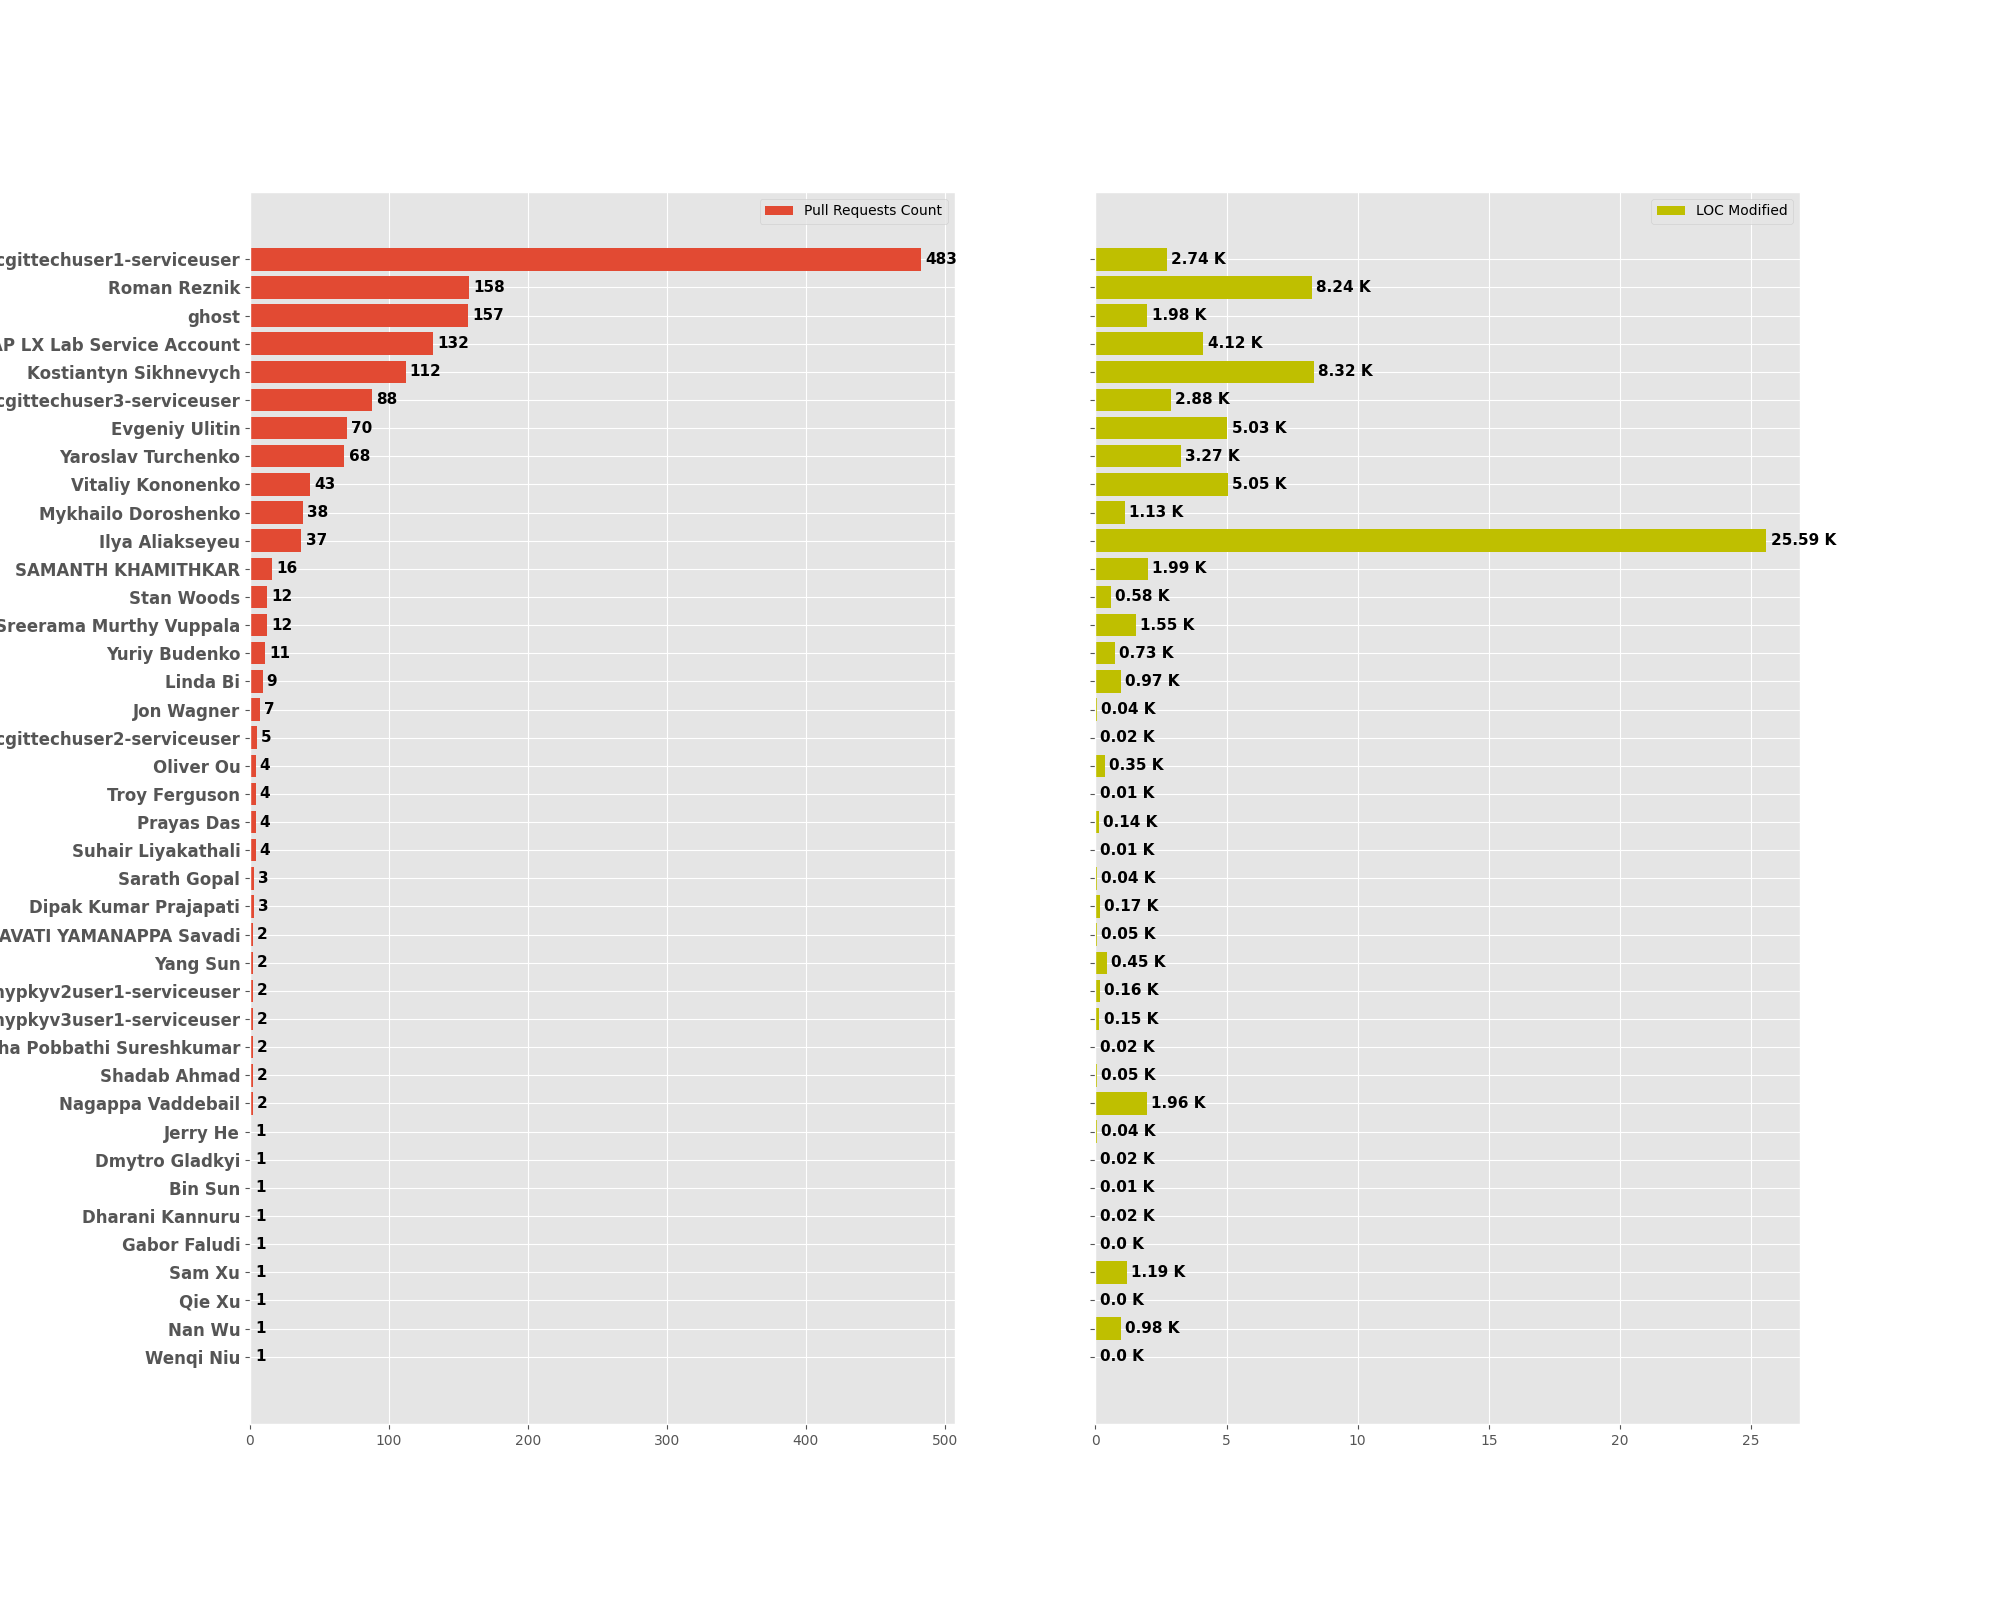 Pull Requests Count
LOC Modified
cgittechuser1-serviceuser 483 2.74 K
Roman Reznik 158 8.24 K
ghost 157 1.98 K
LX Lab Service Account 132 4.12 K
Kostiantyn Sikhnevych 112 8.32 K
cgittechuser3-serviceuser 88 2.88 K
Evgeniy Ulitin 70 5.03 K
Yaroslav Turchenko 68 3.27 K
Vitaliy Kononenko 43 5.05 K
Mykhailo Doroshenko 38 1.13 K
Ilya Aliakseyeu 37 25.59 K
SAMANTH KHAMITHKAR 16 1.99 K
Stan Woods 12 0.58 K
Sreerama Murthy Vuppala 12 1.55 K
Yuriy Budenko 11 0.73 K
Linda Bi 9 0.97 K
Jon Wagner 7 0.04 K
cgittechuser2-serviceuser 5 0.02 K
Oliver Ou 4 0.35 K
Troy Ferguson 4 0.01 K
Prayas Das 4 0.14 K
Suhair Liyakathali 4 0.01 K
Sarath Gopal 3 0.04 K
Dipak Kumar Prajapati 3 0.17 K
AVATI YAMANAPPA Savadi 2 0.05 K
Yang Sun 2 0.45 K
ypkyv2user1-serviceuser 2 0.16 K
ypkyv3user1-serviceuser 2 0.15 K
ha Pobbathi Sureshkumar 2 0.02 K
Shadab Ahmad 2 0.05 K
Nagappa Vaddebail 2 1.96 K
Jerry He 1 0.04 K
Dmytro Gladkyi 1 0.02 K
Bin Sun 1 0.01 K
Dharani Kannuru 1 0.02 K
Gabor Faludi 1 0.0 K
Sam Xu 1 1.19 K
Qie Xu 1 0.0 K
Nan Wu 1 0.98 K
Wenqi Niu 1 0.0 K
0 100 200 300 400 500
0 5 10 15 20 25